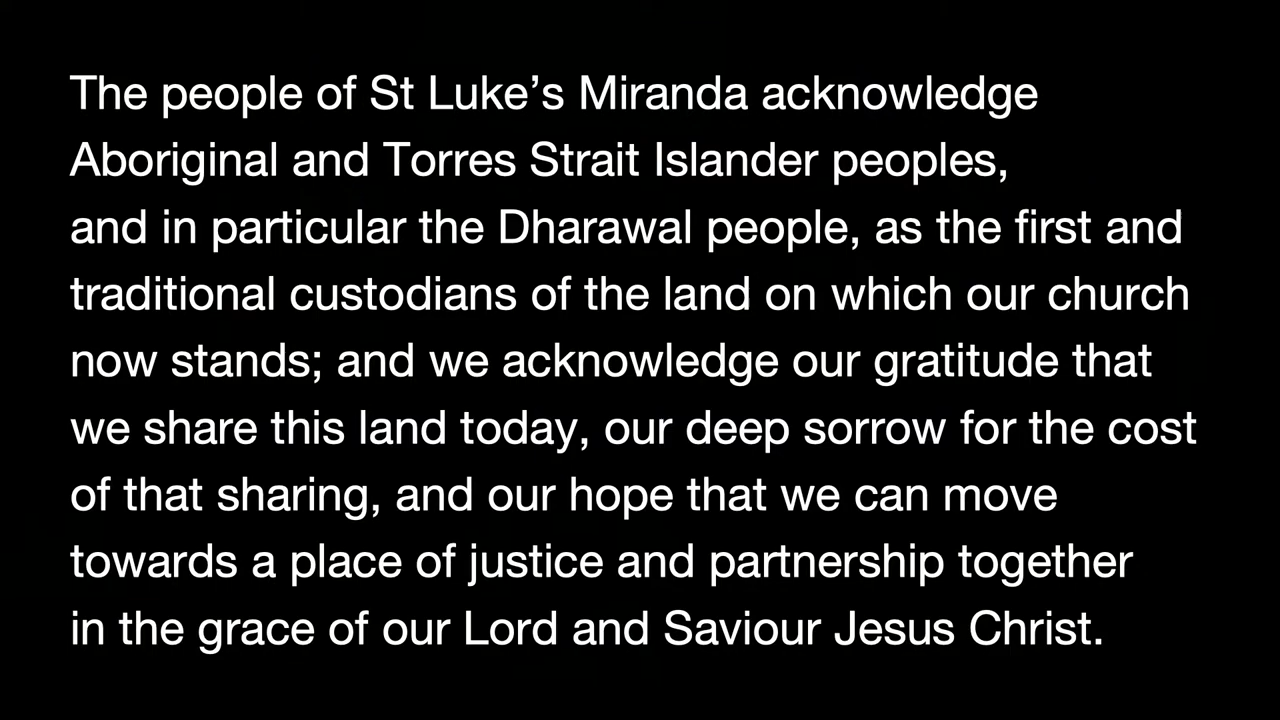 The people of St Luke’s Miranda acknowledge
Aboriginal and Torres Strait Islander peoples,
and in particular the Dharawal people, as the first and
traditional custodians of the land on which our church
now stands; and we acknowledge our gratitude that
we share this land today, our deep sorrow for the cost
of that sharing, and our hope that we can move
towards a place of justice and partnership together
in the grace of our Lord and Saviour Jesus Christ.